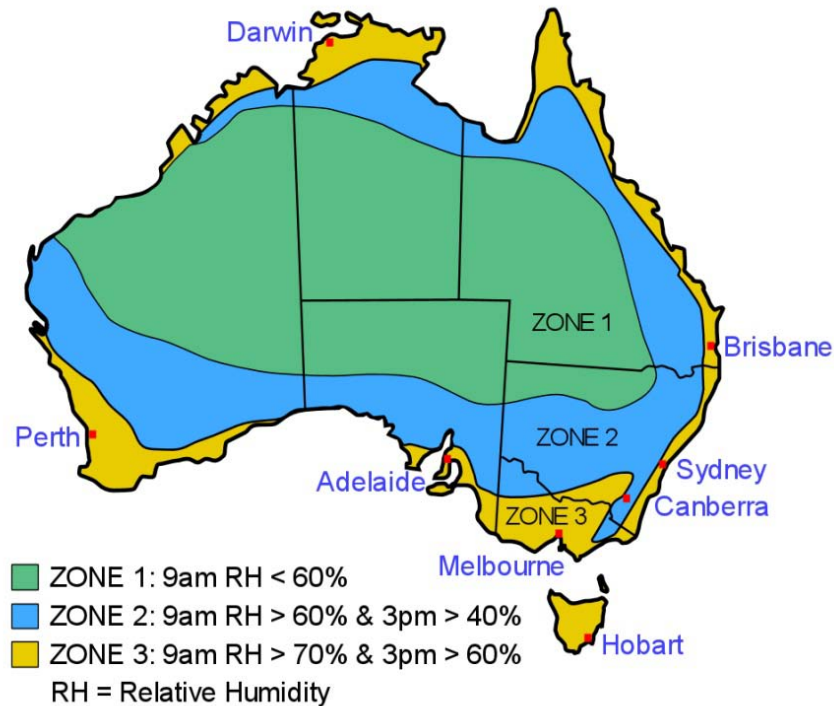 Darwin
ZONE 1
Brisbane
ZONE 2
Perth
Adelaide
Sydney
Canberra
ZONE 3
Melbourne
ZONE 1: 9am RH < 60%
ZONE 2: 9am RH > 60% & 3pm > 40%
Hobart
ZONE 3: 9am RH > 70% & 3pm > 60%
RH = Relative Humidity